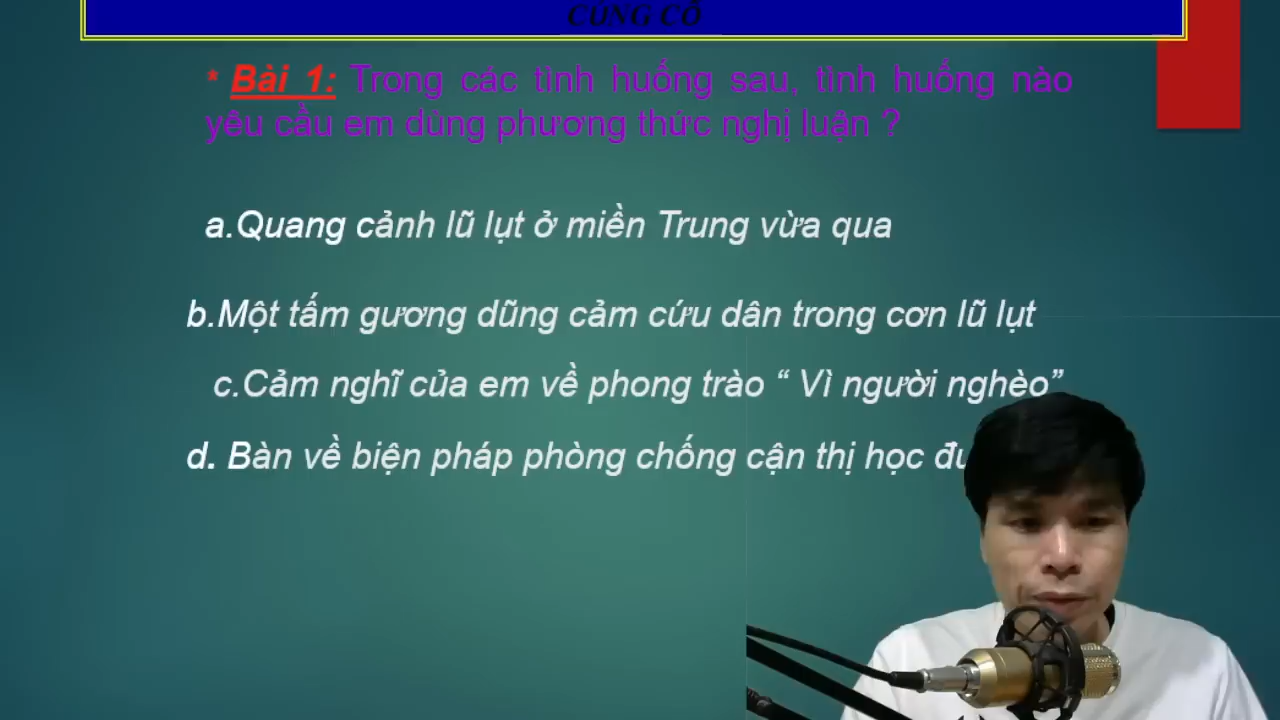 CỦNG CỐ
* Bài 1: Trong các tình huống sau, tình huống nào
yêu cầu em dùng phương thức nghị luận ?
a.Quang cảnh lũ lụt ở miền Trung vừa qua
b.Một tấm gương dũng cảm cứu dân trong cơn lũ lụt
c.Cảm nghĩ của em về phong trào “ Vì người nghèo”
d. Bàn về biện pháp phòng chống cận thị học